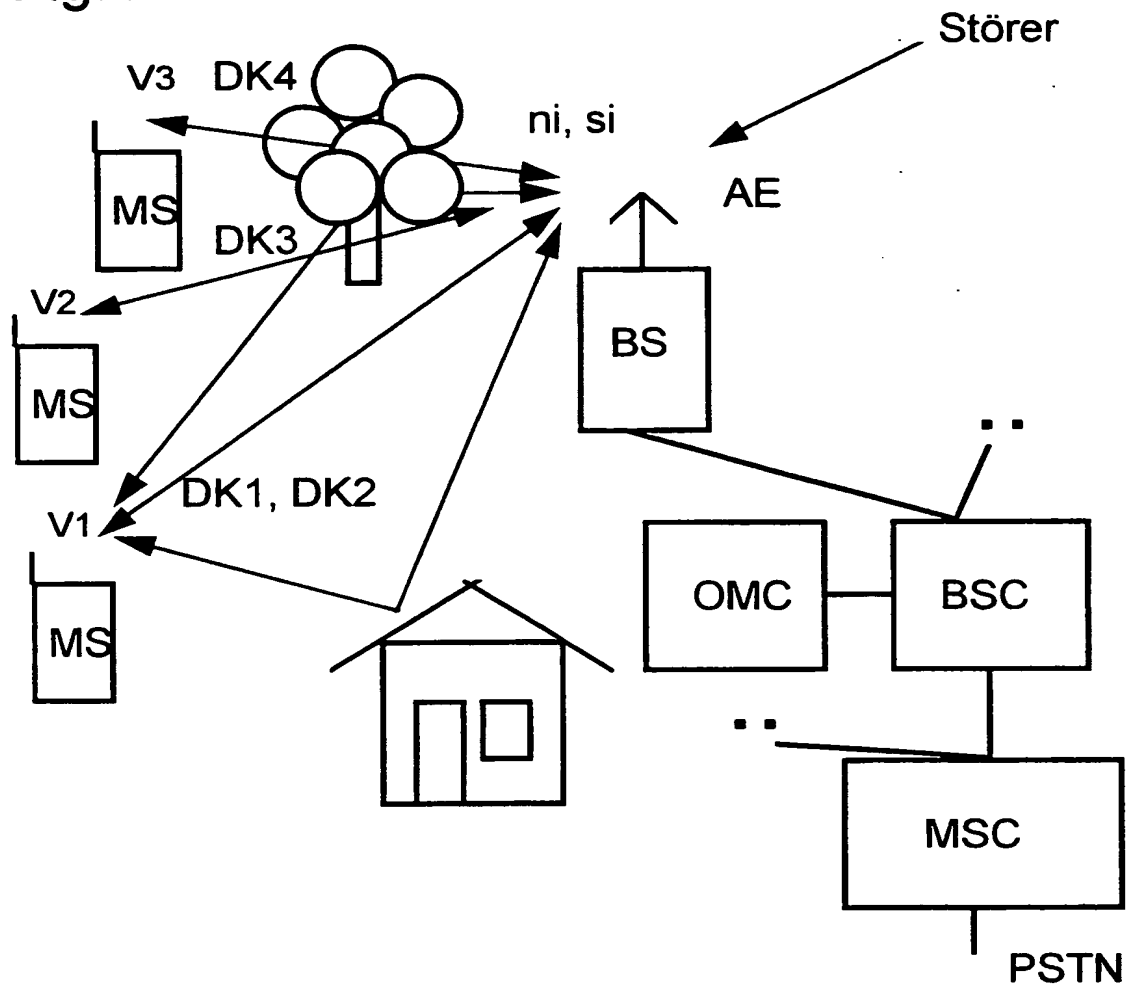 Störer
V3 DK4
ni, si
MS
AE
DK3
V2
BS
MS
DK1, DK2
V1
OMC
BSC
MS
MSC
PSTN